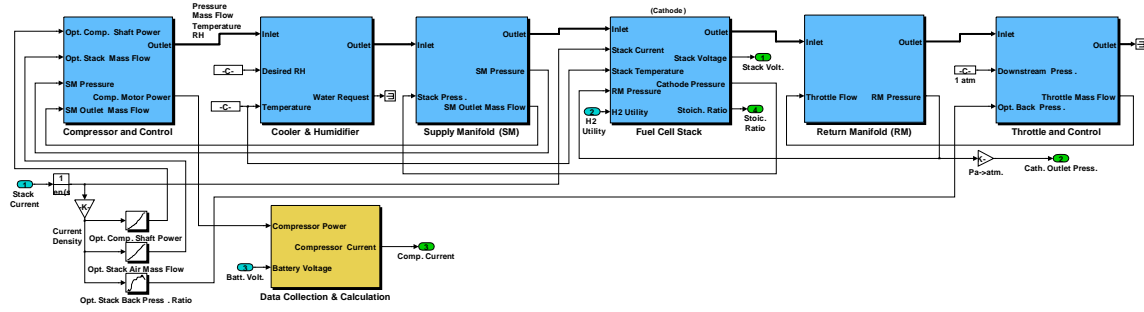 Pressure
Mass Flow
Temperature
RH
(Cathode)
Opt. Comp. Shaft Power
Outlet
Opt. Stack Mass Flow
SM Pressure
Comp. Motor Power
SM Outlet Mass Flow
Compressor and Control
Inlet
Outlet
-C-
Desired RH
Water Request
-C-
Temperature
Cooler & Humidifier
Inlet
Outlet
SM Pressure
Stack Press .
SM Outlet Mass Flow
Supply Manifold (SM)
Inlet
Outlet
Stack Current
Stack Voltage
Stack Temperature
Cathode Pressure
RM Pressure
Stoich. Ratio
2
H2 Utility
H2
Utility
Fuel Cell Stack
1
Stack Volt.
4
Stoic.
Ratio
Inlet
Outlet
Throttle Flow
RM Pressure
Return Manifold (RM)
Inlet
Outlet
-C-
1 atm
Downstream Press .
Throttle Mass Flow
Opt. Back Press .
Throttle and Control
K-
Pa->atm.
2
Cath. Outlet Press.
1
Stack
Current
1
en(s
-K-
Current
Density
Opt. Comp. Shaft Power
Opt. Stack Air Mass Flow
Opt. Stack Back Press . Ratio
Compressor Power
Compressor Current
3
Comp. Current
3
Batt. Volt.
Battery Voltage
Data Collection & Calculation